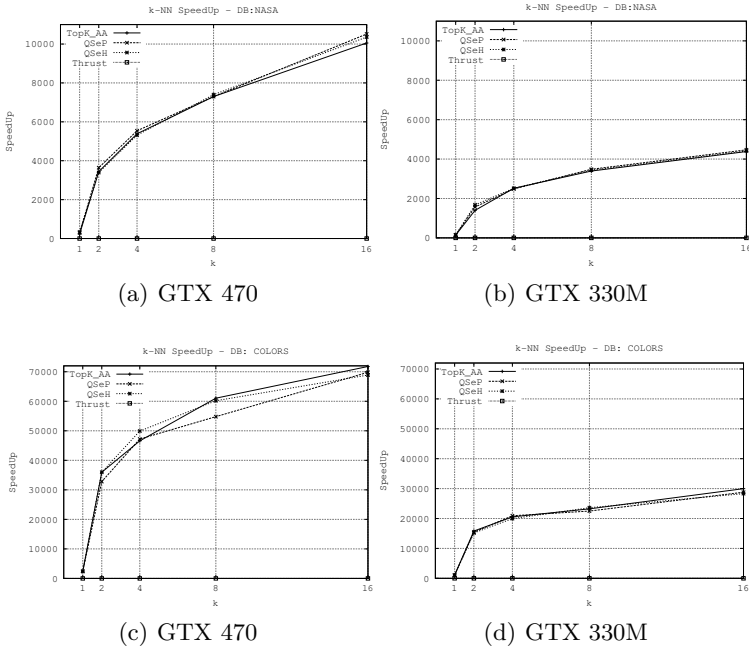 k-NN SpeedUp - DB:NASA
TopK_AA
QSeP
QSeH
Thrust
10000
8000
6000
4000
2000
0
SpeedUp
1 2 4 8 16
k
(a) GTX 470
k-NN SpeedUp - DB:NASA
TopK_AA
QSeP
QSeH
Thrust
10000
8000
6000
4000
2000
0
SpeedUp
1 2 4 8 16
k
(b) GTX 330M
k-NN SpeedUp - DB: COLORS
TopK_AA
QSeP
QSeH
Thrust
70000
60000
50000
40000
30000
20000
10000
0
SpeedUp
1 2 4 8 16
k
(c) GTX 470
k-NN SpeedUp - DB: COLORS
TopK_AA
QSeP
QSeH
Thrust
70000
60000
50000
40000
30000
20000
10000
0
SpeedUp
1 2 4 8 16
k
(d) GTX 330M